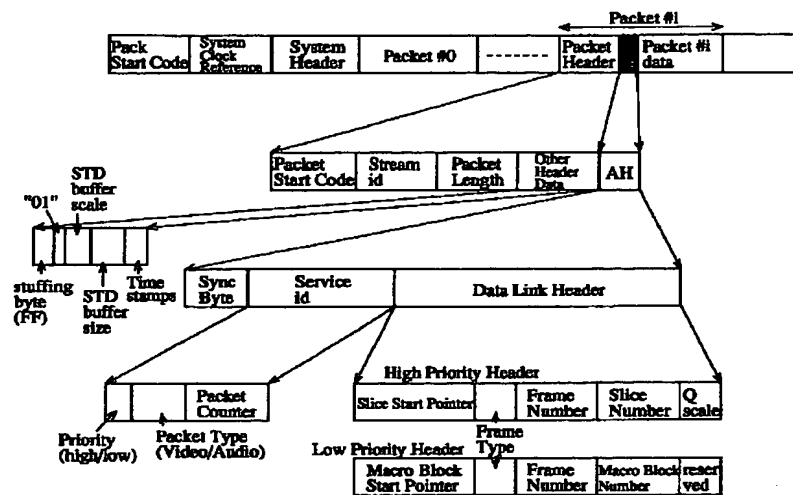 Packet #i
Pack
Start Code
System
Clock
Reference
System
Header
Packet #0
--------
Packet
Header
Packet #i
data
Packet
Start Code
Stream
id
Packet
Length
Other
Header
Data
AH
"01"
STD
buffer
scale
stuffing
byte
(FF)
STD
buffer
size
Time
stamps
Sync
Byte
Service
id
Data Link Header
Packet
Counter
Priority
(high/low)
Packet Type
(Video/Audio)
High Priority Header
Slice Start Pointer
Frame
Number
Slice
Number
Q
scale
Frame
Type
Low Priority Header
Macro Block
Start Pointer
Frame
Number
Macro Block
Number
reser
ved